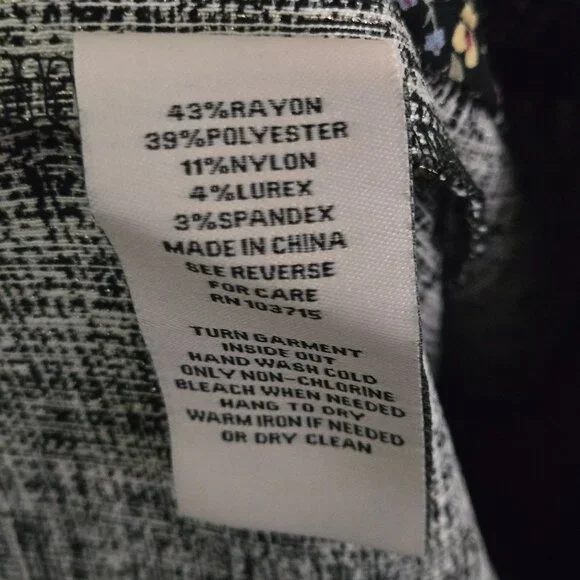 43%RAYON
39%POLYESTER
11%NYLON
4%LUREX
3%SPANDEX
MADE IN CHINA
SEE REVERSE
FOR CARE
RN 103715
TURN GARMENT
INSIDE OUT
HAND WASH COLD
ONLY NON-CHLORINE
BLEACH WHEN NEEDED
HANG TO DRY
WARM IRON IF NEEDED
OR DRY CLEAN